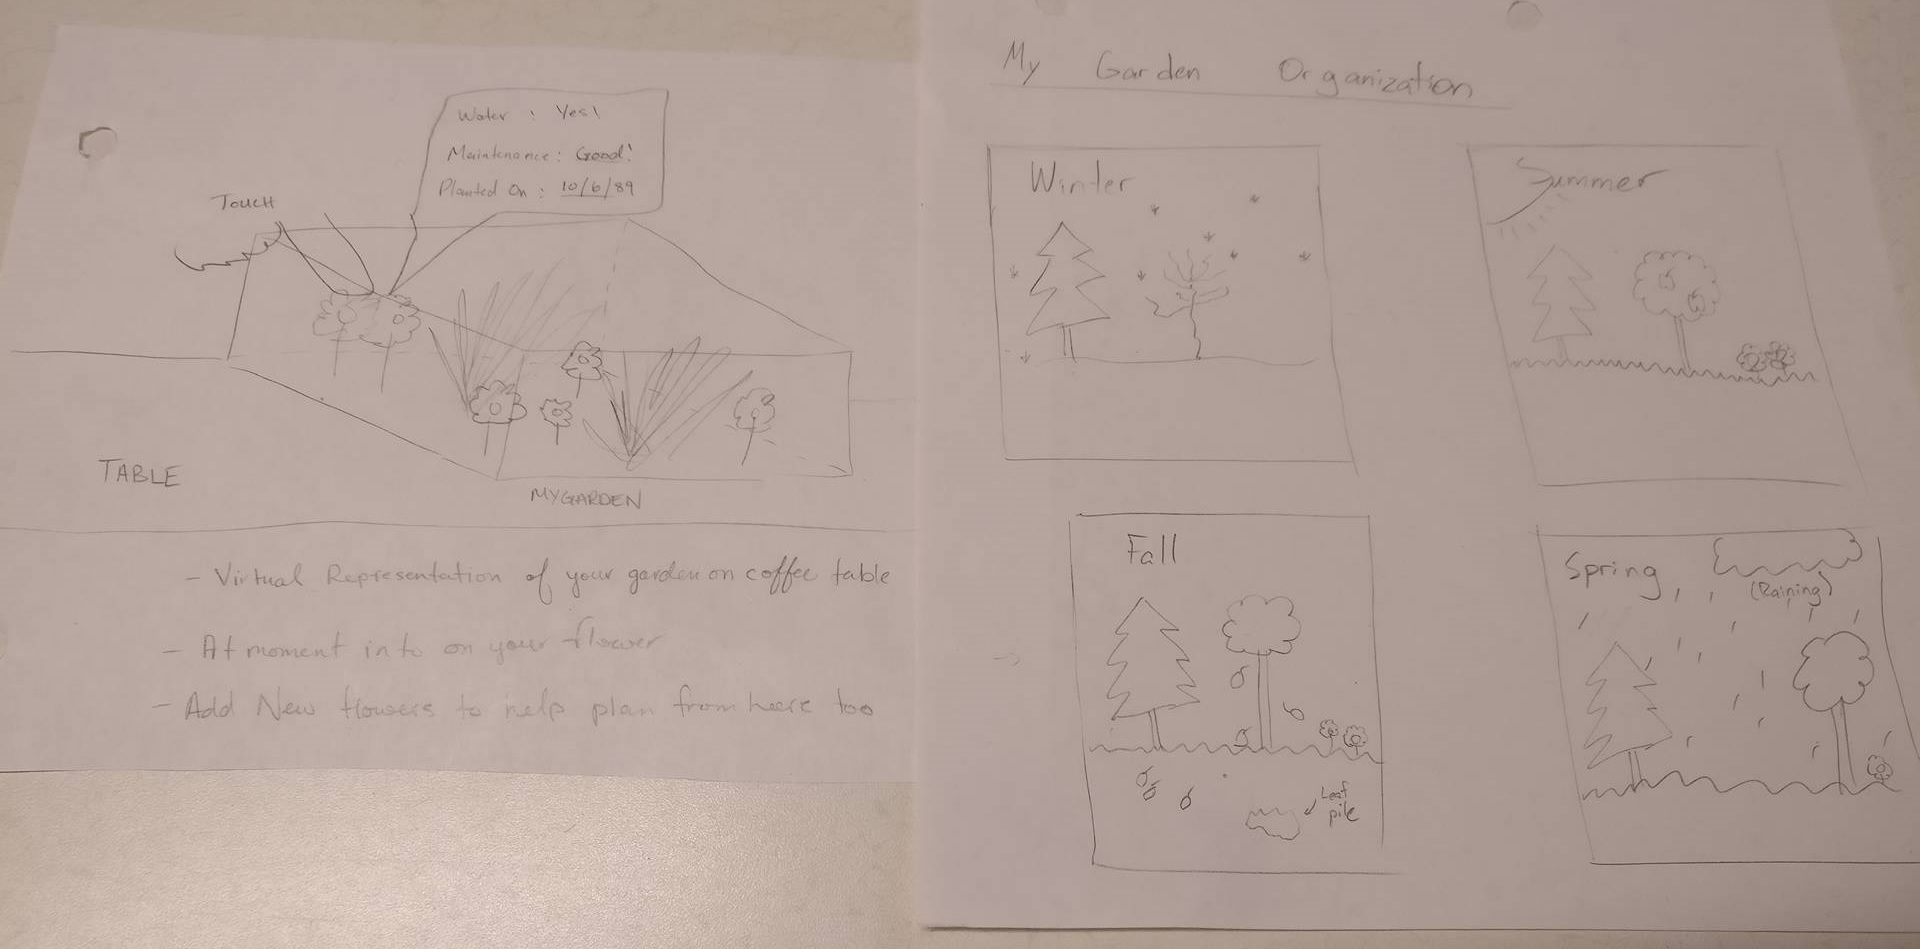 Water : Yes!
Maintenance : Good!
Planted On : 10/6/89
TOUCH
TABLE
MYGARDEN
- Virtual Representation of your garden on coffee table
- At moment info on your flower
- Add New flowers to help plan from here too
My Garden Organization
Winter
Summer
Fall
Leaf
pile
Spring
(Raining)